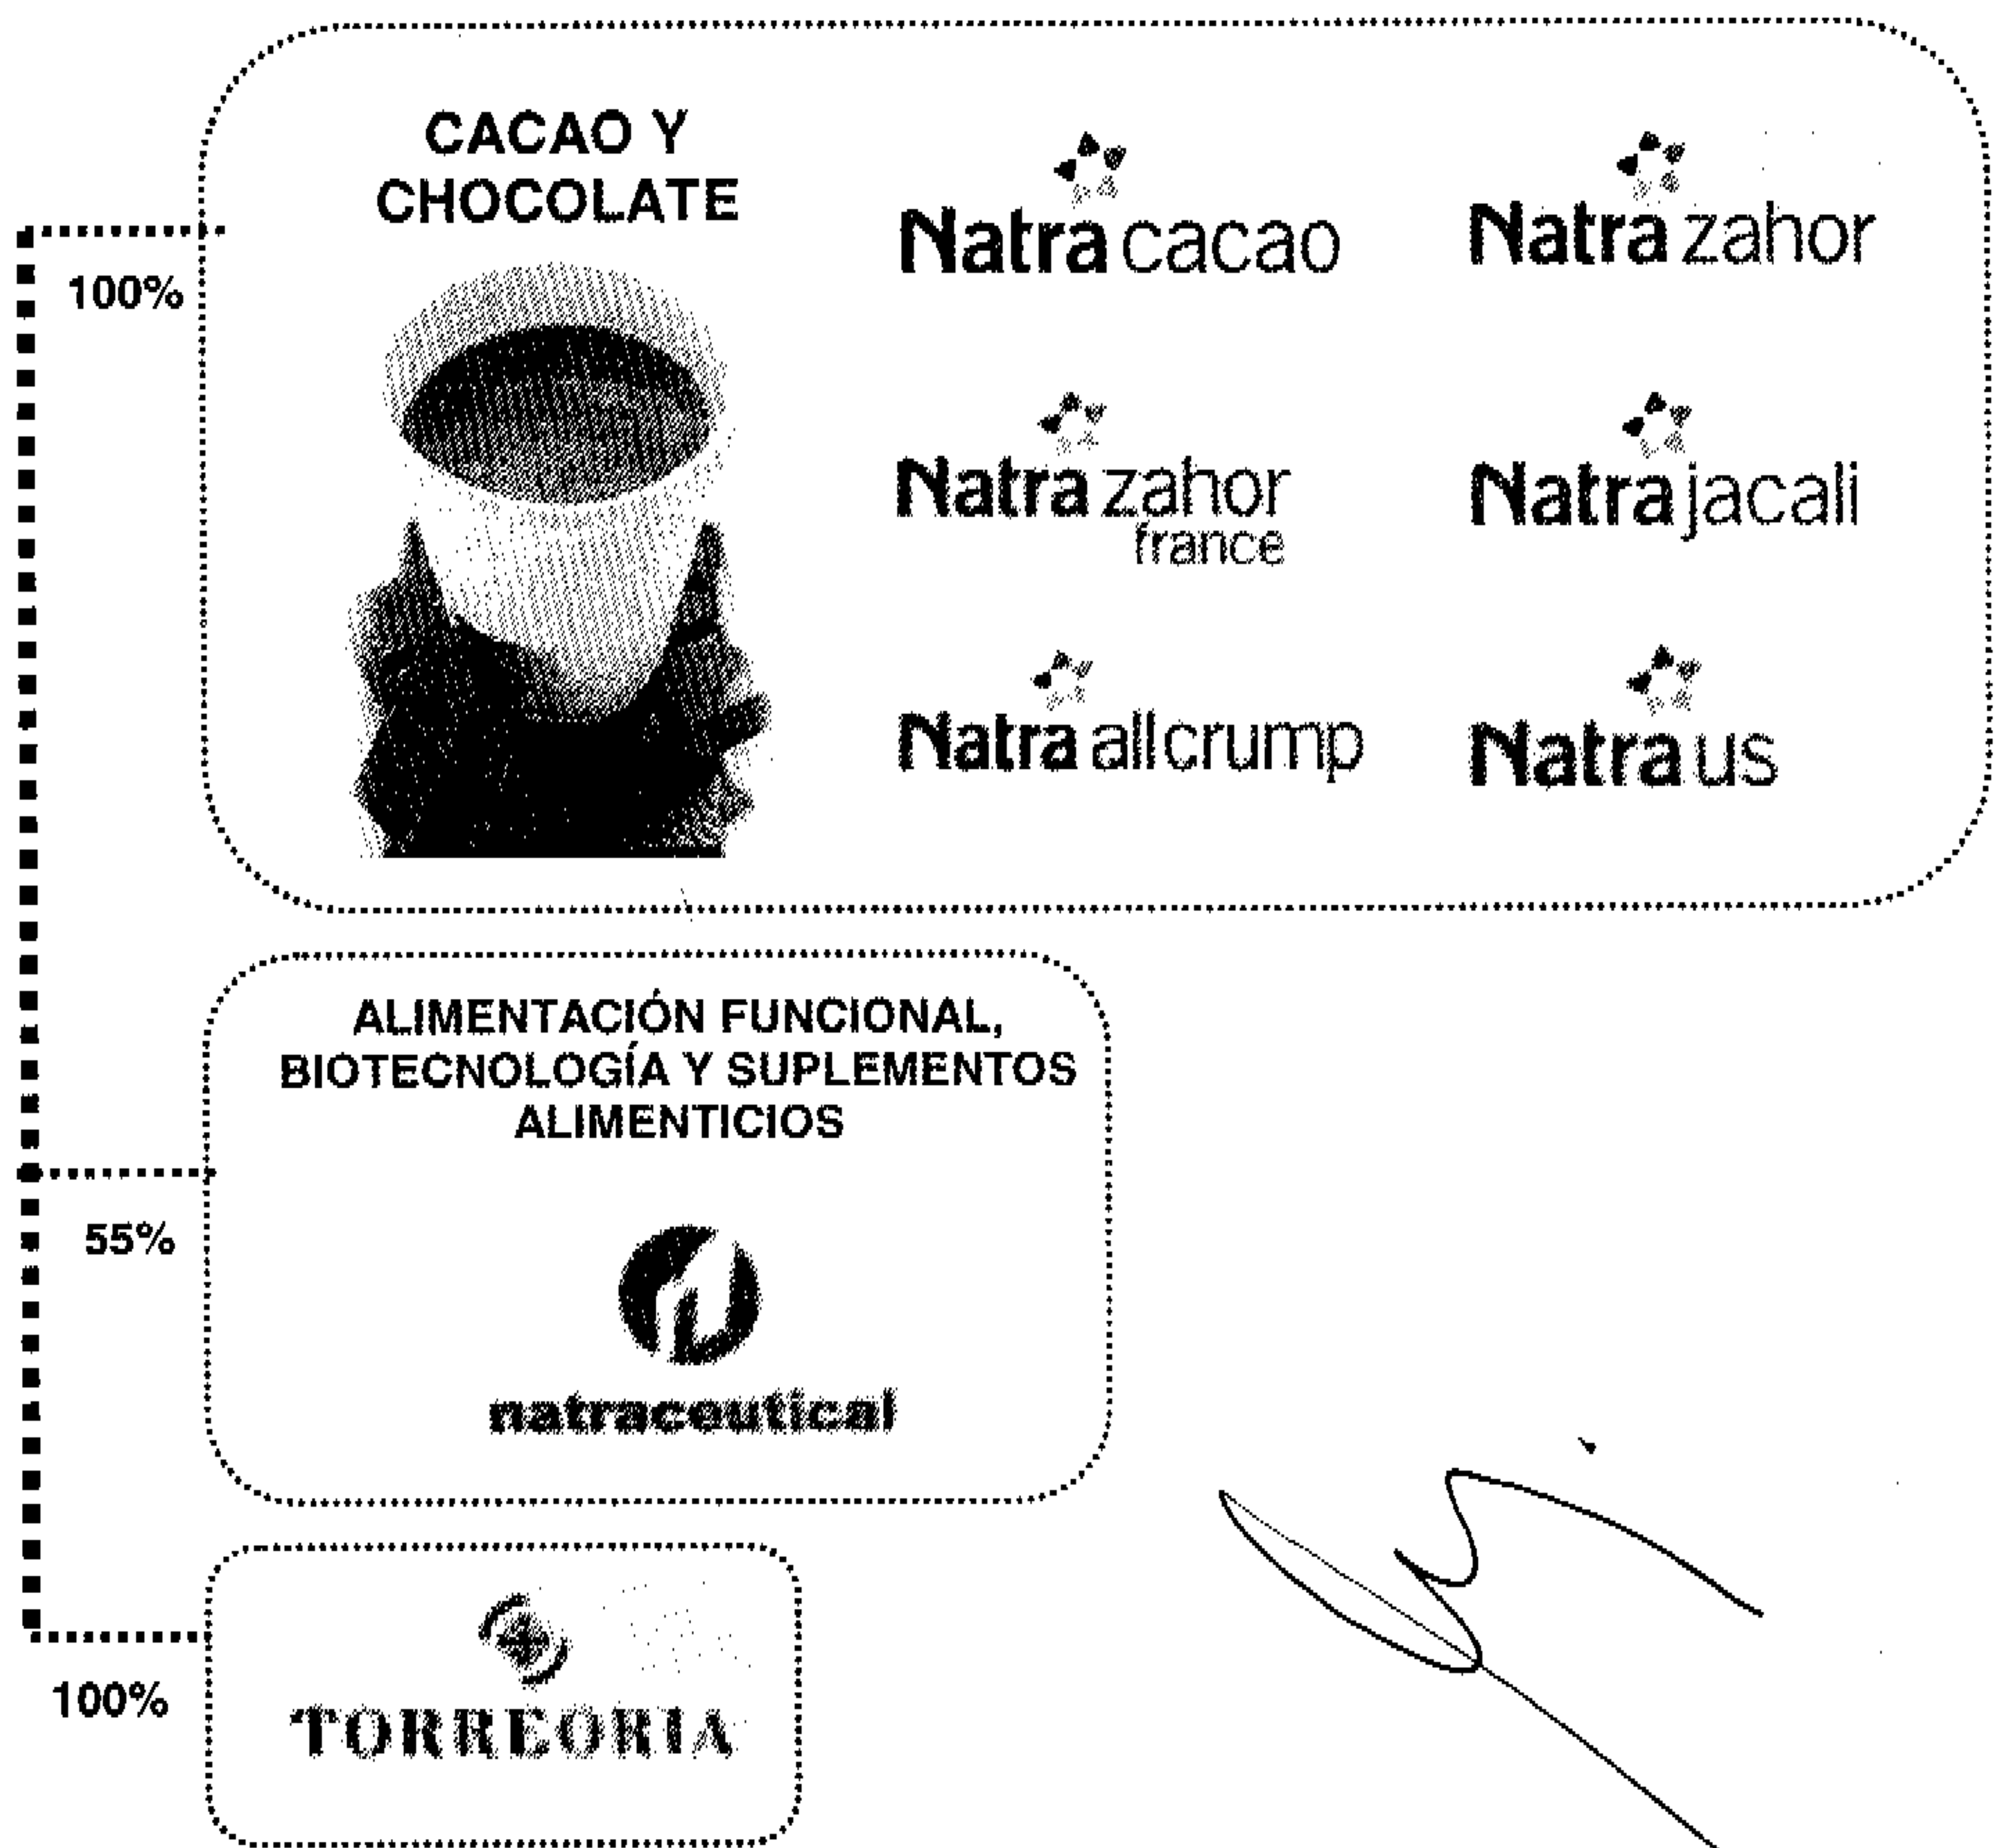 CACAO Y
CHOCOLATE
100%
Natra cacao
Natra zahor
Natra zahor
france
Natra jacali
Natra allcrump
Natra us
ALIMENTACIÓN FUNCIONAL,
BIOTECNOLOGÍA Y SUPLEMENTOS
ALIMENTICIOS
55%
natraceutical
100%
TORREORIA